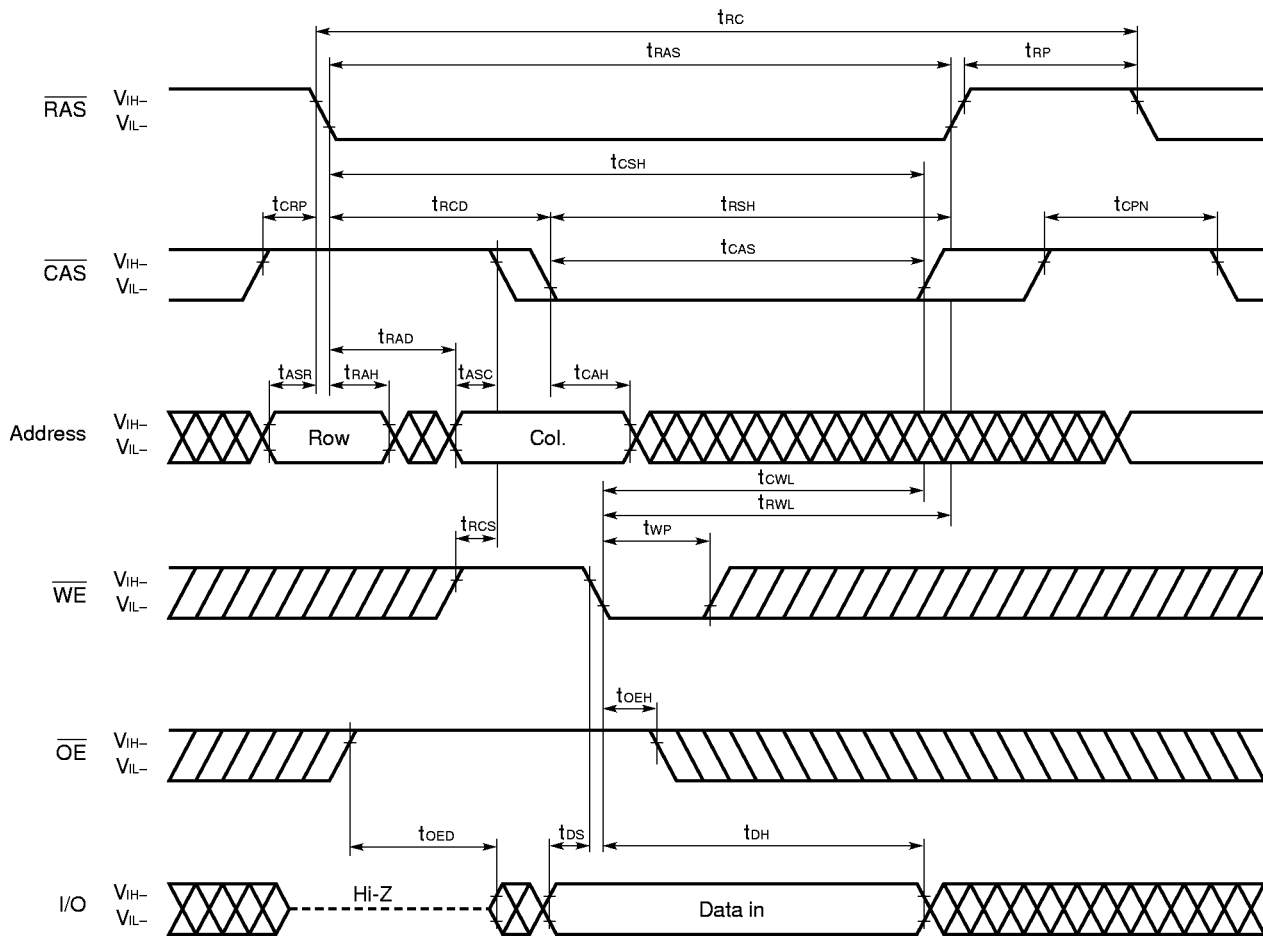 tRC
tRAS
tRP
RAS
VIH–
VIL–
tCSH
tCRP
tRCD
tRSH
tCPN
CAS
VIH–
VIL–
tCAS
tRAD
tASR
tRAH
tASC
tCAH
Address
VIH–
VIL–
Row
Col.
tCWL
tRWL
tRCS
tWP
WE
VIH–
VIL–
tOEH
OE
VIH–
VIL–
tOED
tDS
tDH
I/O
VIH–
VIL–
Hi-Z
Data in